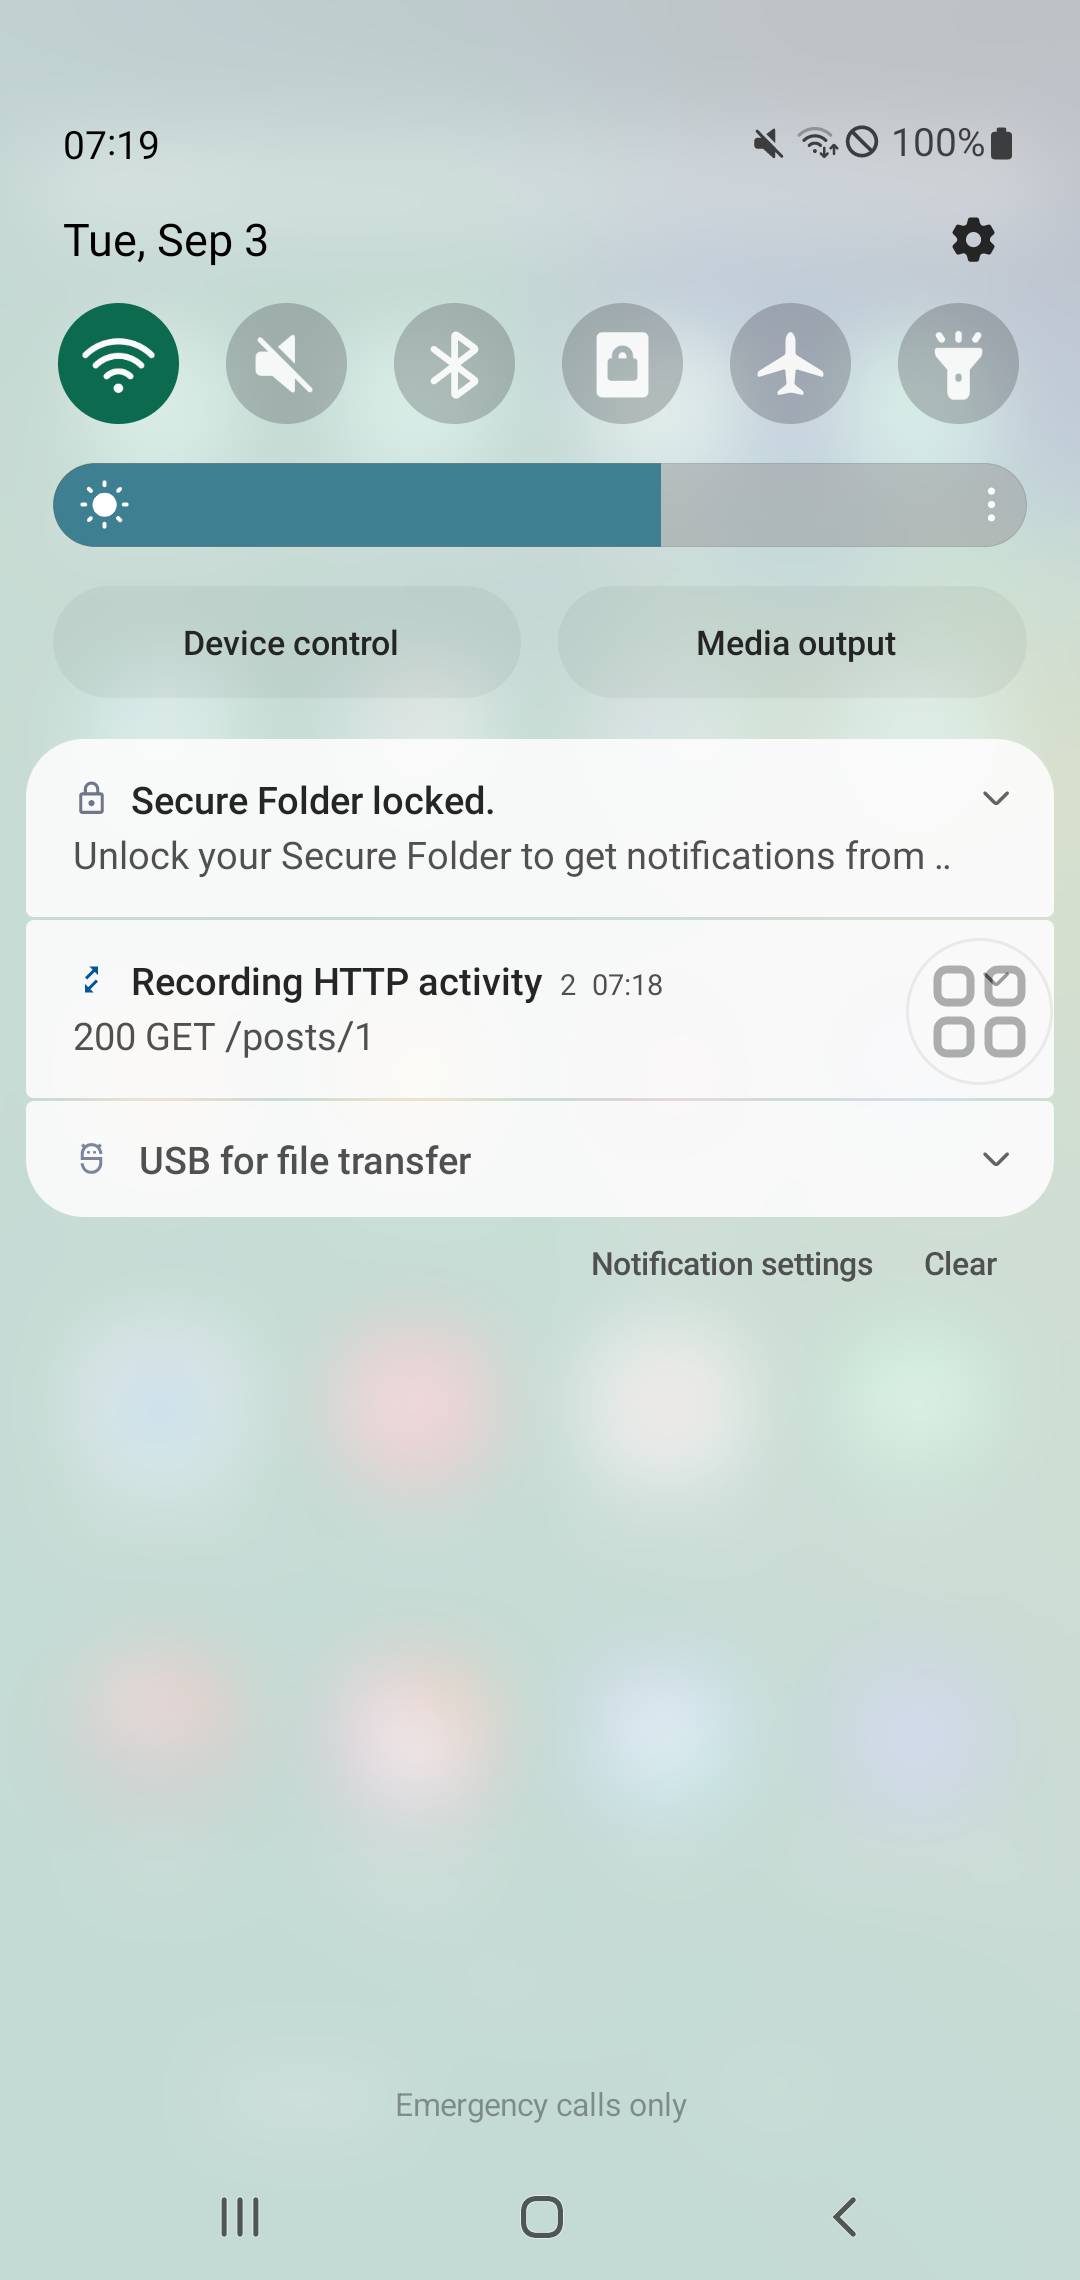 07:19
100%
Tue, Sep 3
Device control
Media output
Secure Folder locked.
Unlock your Secure Folder to get notifications from ..
Recording HTTP activity 2 07:18
200 GET /posts/1
USB for file transfer
Notification settings
Clear
Emergency calls only